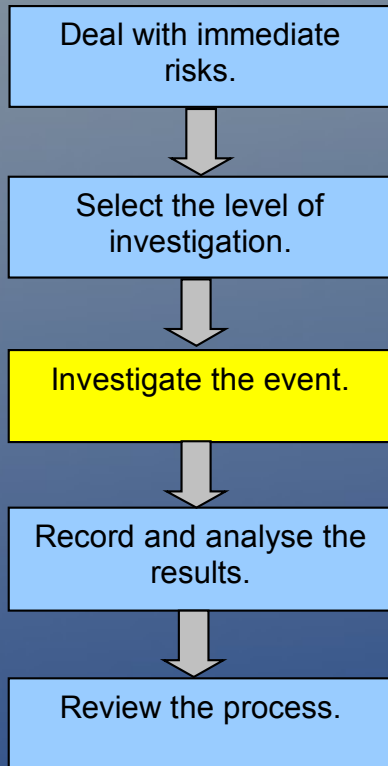 Deal with immediate
risks.
Select the level of
investigation.
Investigate the event.
Record and analyse the
results.
Review the process.